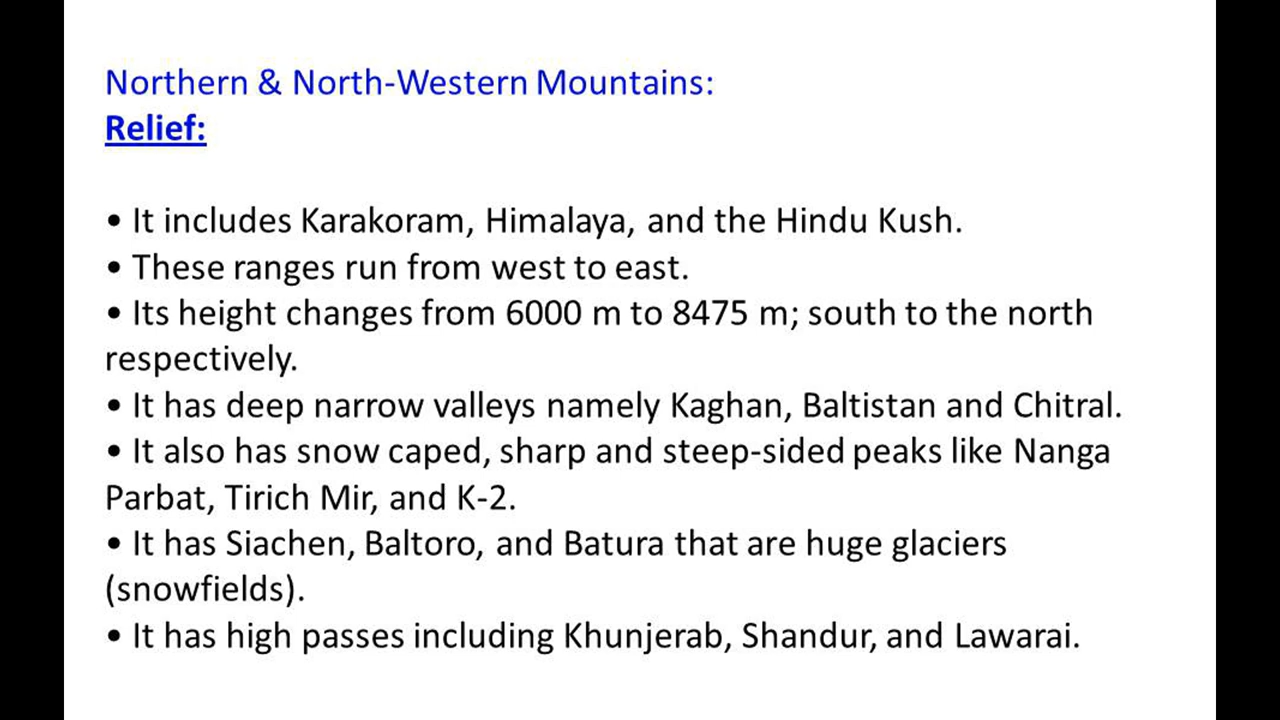 Northern & North-Western Mountains:
Relief:
• It includes Karakoram, Himalaya, and the Hindu Kush.
• These ranges run from west to east.
• Its height changes from 6000 m to 8475 m; south to the north
respectively.
• It has deep narrow valleys namely Kaghan, Baltistan and Chitral.
• It also has snow caped, sharp and steep-sided peaks like Nanga
Parbat, Tirich Mir, and K-2.
• It has Siachen, Baltoro, and Batura that are huge glaciers
(snowfields).
• It has high passes including Khunjerab, Shandur, and Lawarai.